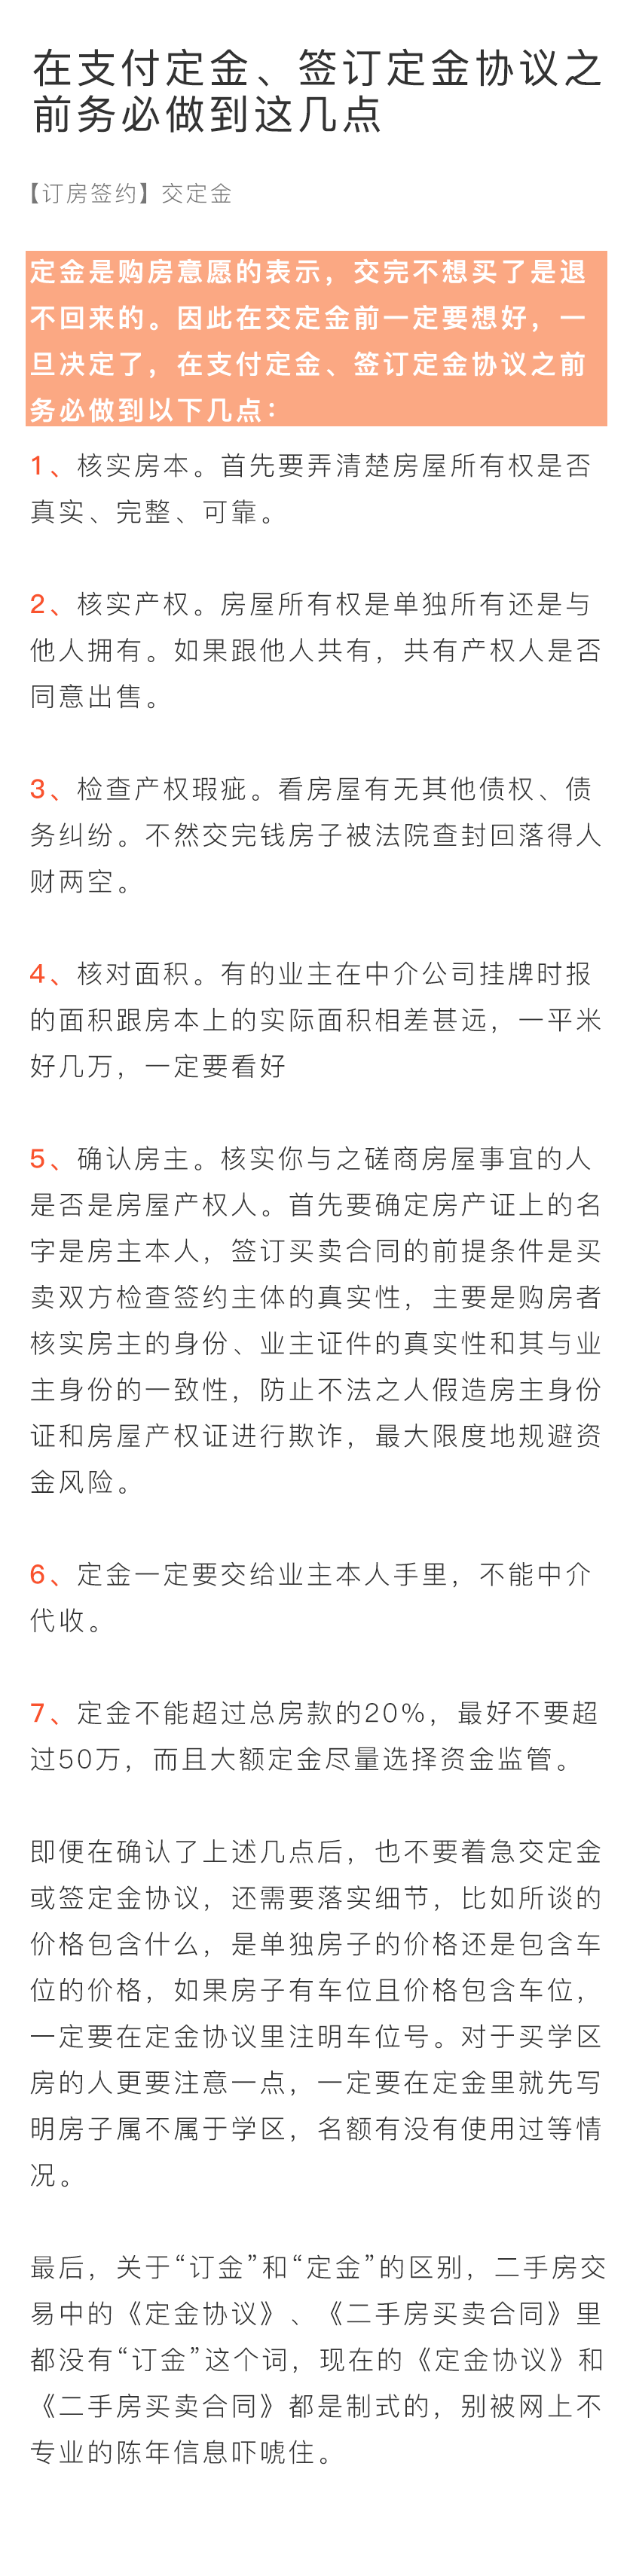 在支付定金、签订定金协议之
前务必做到这几点
【订房签约】交定金
定金是购房意愿的表示，交完不想买了是退
不回来的。因此在交定金前一定要想好，一
旦决定了，在支付定金、签订定金协议之前
务必做到以下几点：
1、核实房本。首先要弄清楚房屋所有权是否
真实、完整、可靠。
2、核实产权。房屋所有权是单独所有还是与
他人拥有。如果跟他人共有，共有产权人是否
同意出售。
3、检查产权瑕疵。看房屋有无其他债权、债
务纠纷。不然交完钱房子被法院查封回落得人
财两空。
4、核对面积。有的业主在中介公司挂牌时报
的面积跟房本上的实际面积相差甚远，一平米
好几万，一定要看好
5、确认房主。核实你与之磋商房屋事宜的人
是否是房屋产权人。首先要确定房产证上的名
字是房主本人，签订买卖合同的前提条件是买
卖双方检查签约主体的真实性，主要是购房者
核实房主的身份、业主证件的真实性和其与业
主身份的一致性，防止不法之人假造房主身份
证和房屋产权证进行欺诈，最大限度地规避资
金风险。
6、定金一定要交给业主本人手里，不能中介
代收。
7、定金不能超过总房款的20%，最好不要超
过50万，而且大额定金尽量选择资金监管。
即便在确认了上述几点后，也不要着急交定金
或签定金协议，还需要落实细节，比如所谈的
价格包含什么，是单独房子的价格还是包含车
位的价格，如果房子有车位且价格包含车位，
一定要在定金协议里注明车位号。对于买学区
房的人更要注意一点，一定要在定金里就先写
明房子属不属于学区，名额有没有使用过等情
况。
最后，关于“订金”和“定金”的区别，二手房交
易中的《定金协议》、《二手房买卖合同》里
都没有“订金”这个词，现在的《定金协议》和
《二手房买卖合同》都是制式的，别被网上不
专业的陈年信息吓唬住。